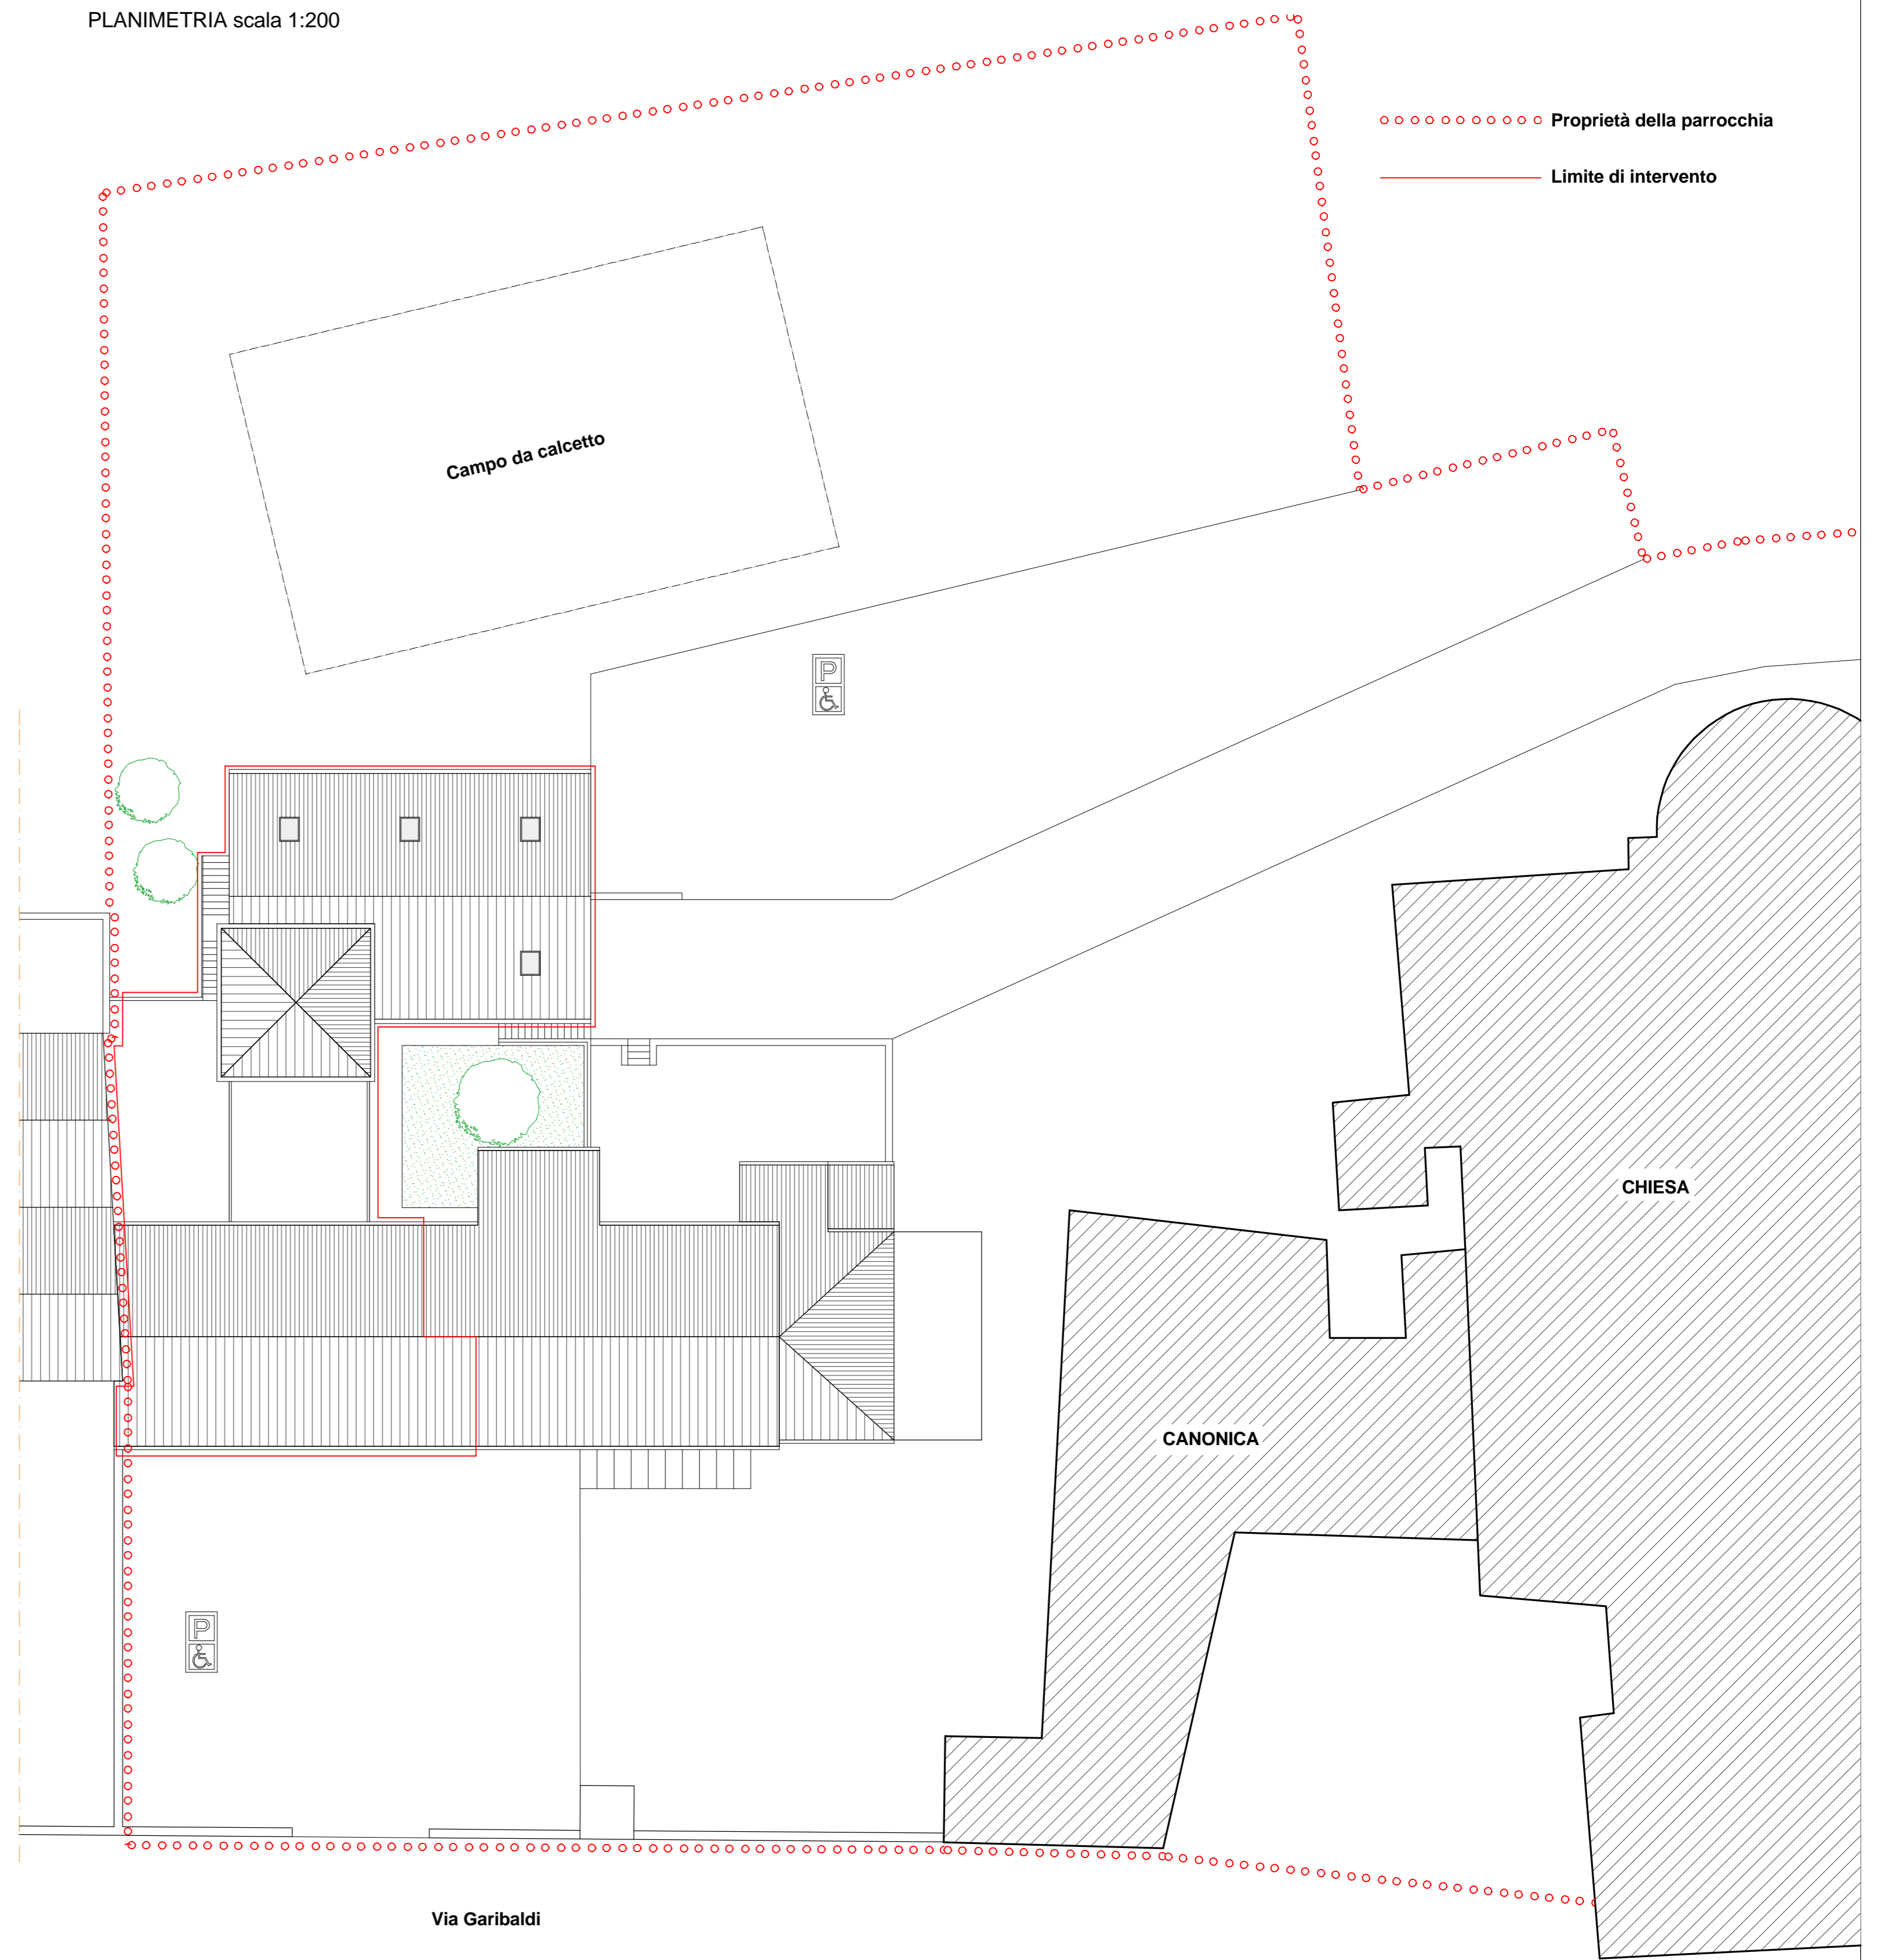 PLANIMETRIA scala 1:200
Proprietà della parrocchia
Limite di intervento
Campo da calcetto
P
CHIESA
CANONICA
P
Via Garibaldi